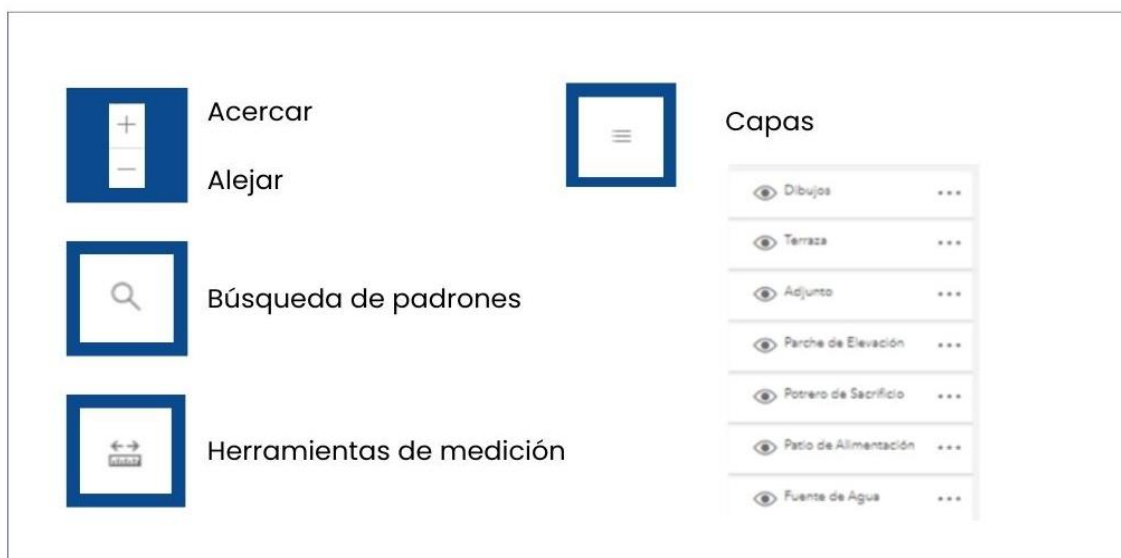 Acercar
Alejar
Búsqueda de padrones
Herramientas de medición
Capas
Dibujos
Terraza
Adjunto
Parche de Elevación
Potrero de Sacrificio
Patio de Alimentación
Fuente de Agua